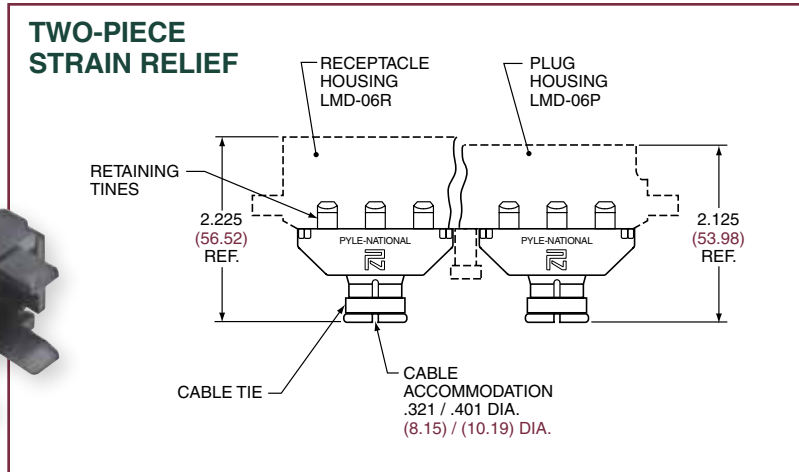 TWO-PIECE
STRAIN RELIEF
RECEPTACLE
HOUSING
LMD-06R
PLUG
HOUSING
LMD-06P
RETAINING
TINES
2.225
(56.52)
REF.
2.125
(53.98)
REF.
PYLE-NATIONAL
PYLE-NATIONAL
CABLE TIE
CABLE
ACCOMMODATION
.321 / .401 DIA.
(8.15) / (10.19) DIA.